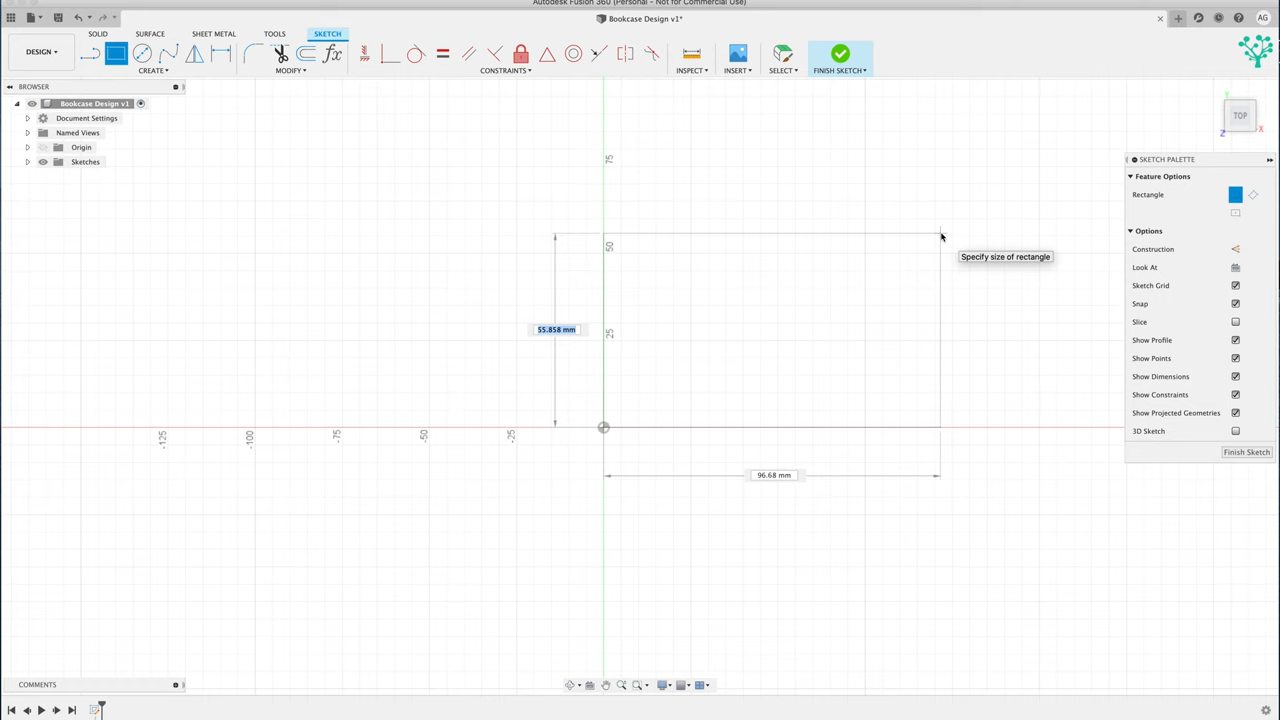 Autodesk Fusion 360 (Personal - Not for Commercial Use)
Bookcase Design v1*
AG
DESIGN
SOLID
SURFACE
SHEET METAL
TOOLS
SKETCH
CREATE
MODIFY
CONSTRAINTS
INSPECT
INSERT
SELECT
FINISH SKETCH
BROWSER
Bookcase Design v1
Document Settings
Named Views
Origin
Sketches
Y
TOP
X
Z
75
50
25
-125
-100
-75
-50
-25
55.858 mm
96.68 mm
Specify size of rectangle
SKETCH PALETTE
Feature Options
Rectangle
Options
Construction
Look At
Sketch Grid
Snap
Slice
Show Profile
Show Points
Show Dimensions
Show Constraints
Show Projected Geometries
3D Sketch
Finish Sketch
COMMENTS